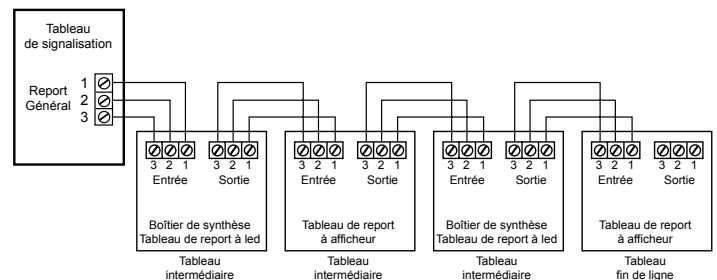 Tableau
de signalisation
Report
Général
1
2
3
3 2 1
3 2 1
3 2 1
3 2 1
3 2 1
3 2 1
3 2 1
3 2 1
Entrée
Sortie
Entrée
Sortie
Entrée
Sortie
Entrée
Sortie
Boîtier de synthèse
Tableau de report à led
Tableau de report
à afficheur
Boîtier de synthèse
Tableau de report à led
Tableau de report
à afficheur
Tableau
intermédiaire
Tableau
intermédiaire
Tableau
intermédiaire
Tableau
fin de ligne